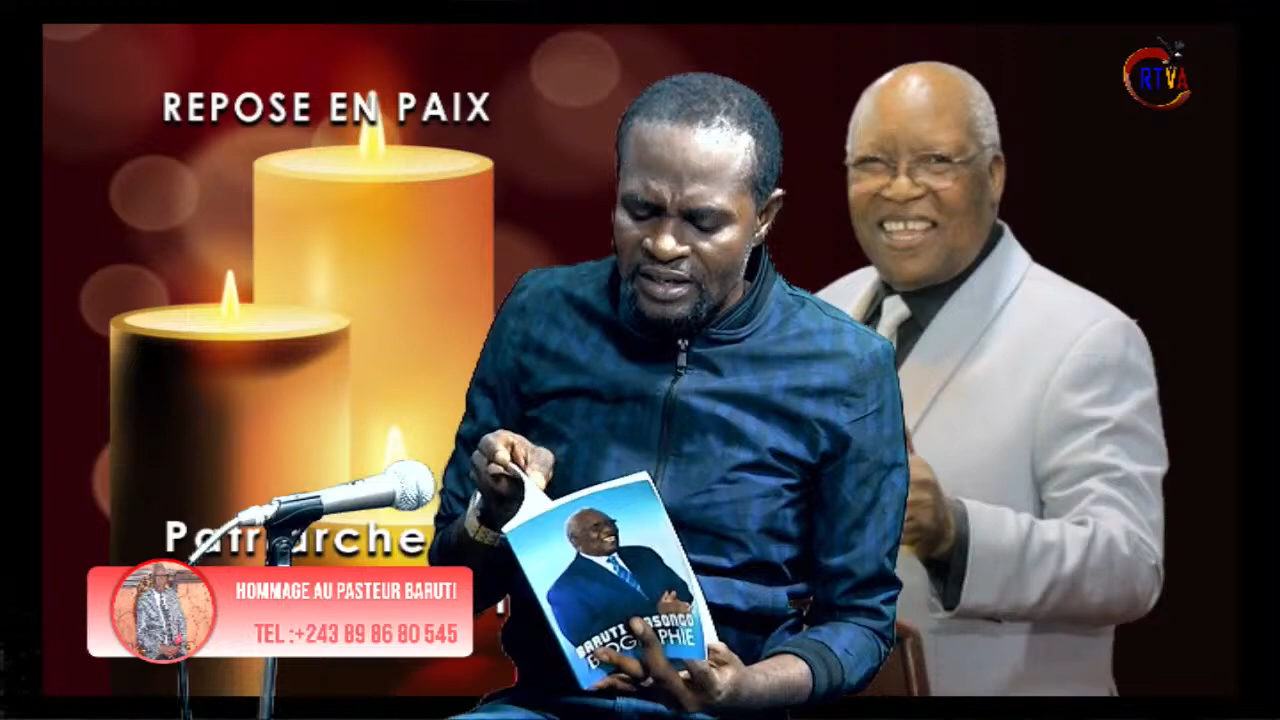 REPOSE EN PAIX
RTVA
Patriarche
HOMMAGE AU PASTEUR BARUTI
TEL :+243 89 86 80 545
BARUTI
BIOGRAPHIE